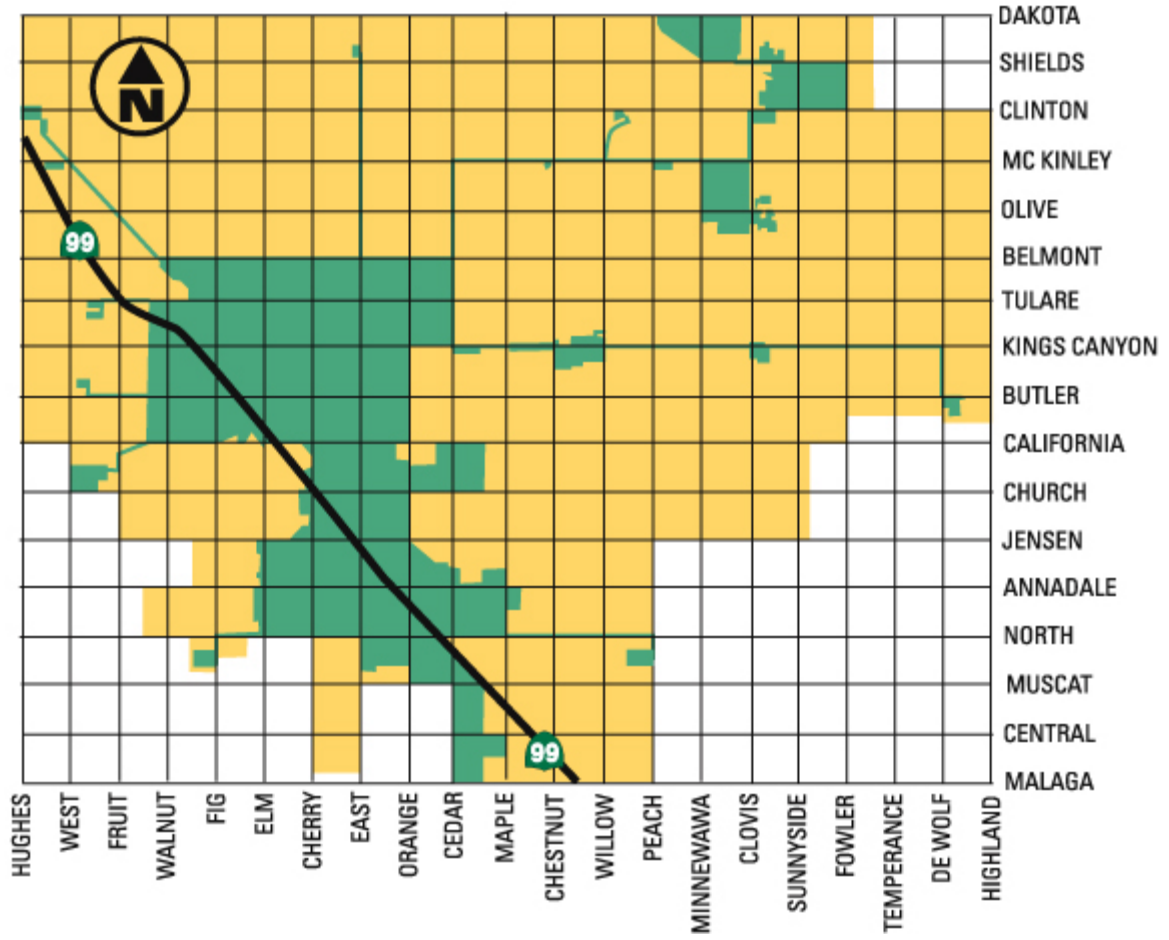 DAKOTA
SHIELDS
N
CLINTON
MC KINLEY
OLIVE
99
BELMONT
TULARE
KINGS CANYON
BUTLER
CALIFORNIA
CHURCH
JENSEN
ANNADALE
NORTH
MUSCAT
CENTRAL
99
MALAGA
HUGHES
WEST
FRUIT
WALNUT
FIG
ELM
CHERRY
EAST
ORANGE
CEDAR
MAPLE
CHESTNUT
WILLOW
PEACH
MINNEWAWA
CLOVIS
SUNNYSIDE
FOWLER
TEMPERANCE
DE WOLF
HIGHLAND